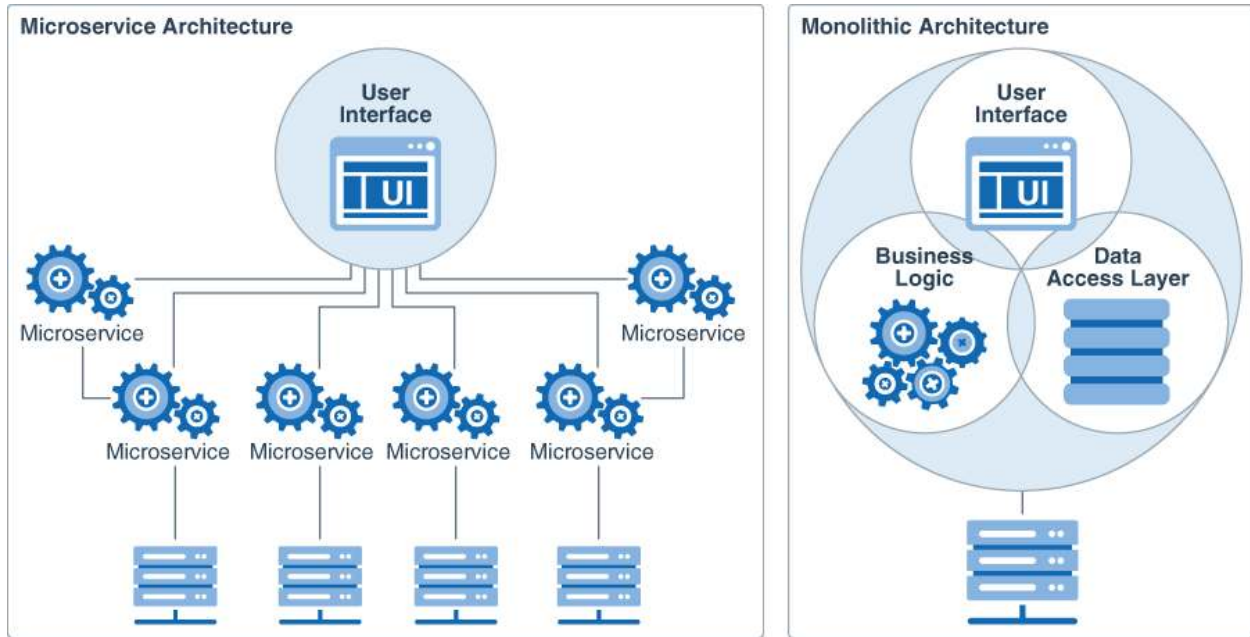 Microservice Architecture
User
Interface
UI
Microservice
Microservice
Microservice
Microservice
Microservice
Microservice
Monolithic Architecture
User
Interface
UI
Business
Logic
Data
Access Layer